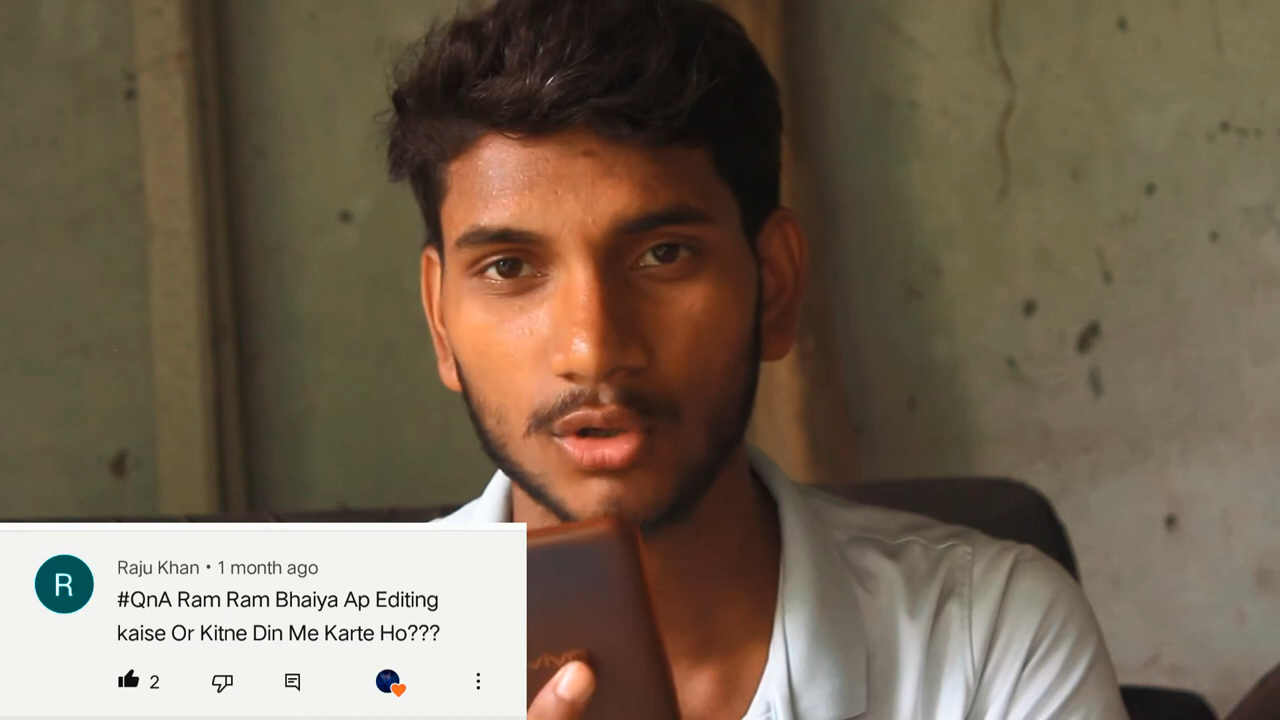 Raju Khan • 1 month ago
#QnA Ram Ram Bhaiya Ap Editing
kaise Or Kitne Din Me Karte Ho???
2
R
vivo